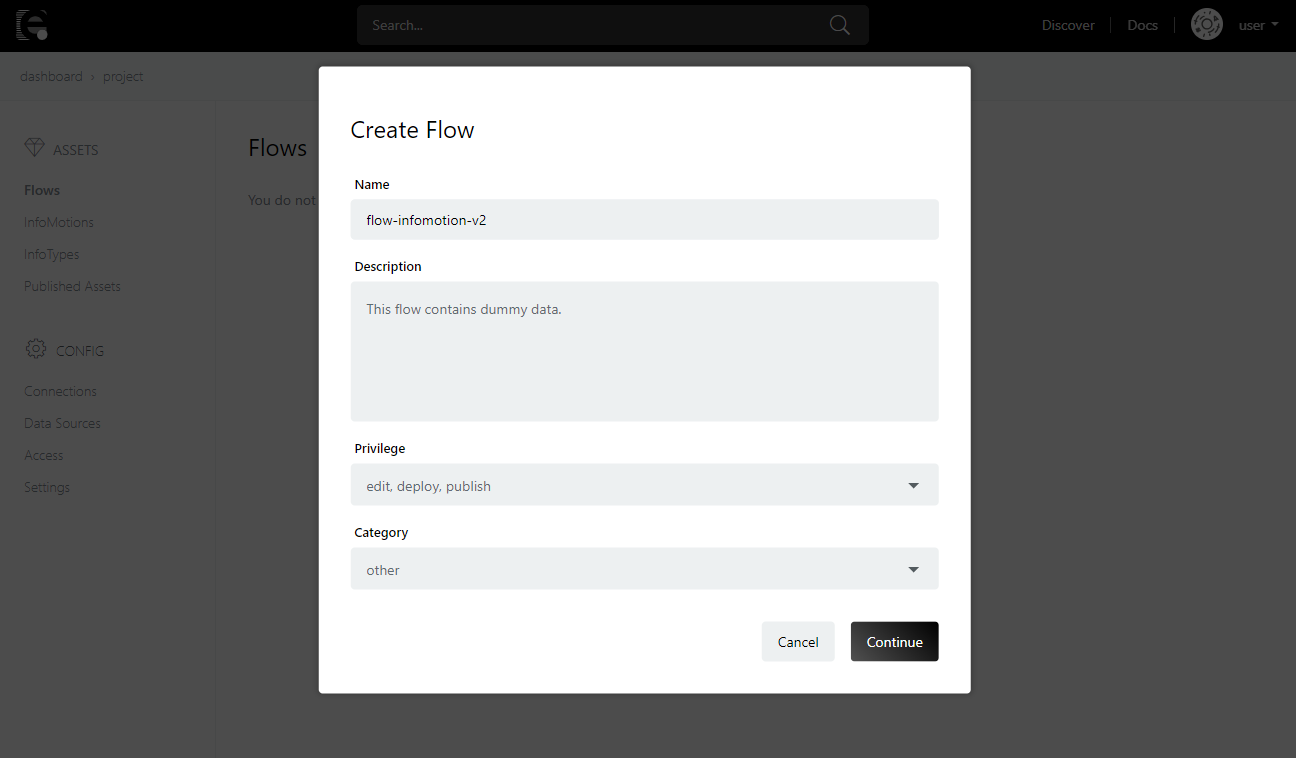 Search...
Discover
Docs
user
dashboard › project
ASSETS
Flows
InfoMotions
InfoTypes
Published Assets
CONFIG
Connections
Data Sources
Access
Settings
Flows
You do not
Create Flow
Name
flow-infomotion-v2
Description
This flow contains dummy data.
Privilege
edit, deploy, publish
Category
other
Cancel
Continue